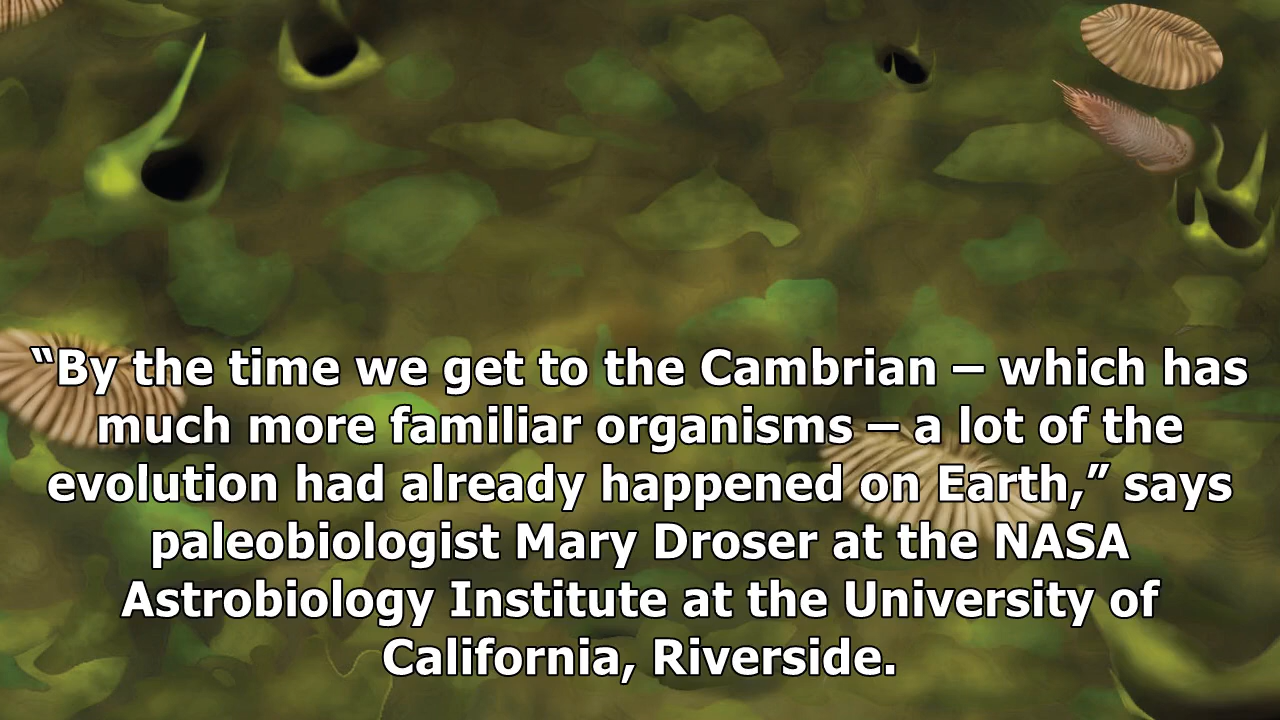 “By the time we get to the Cambrian – which has
much more familiar organisms – a lot of the
evolution had already happened on Earth,” says
paleobiologist Mary Droser at the NASA
Astrobiology Institute at the University of
California, Riverside.